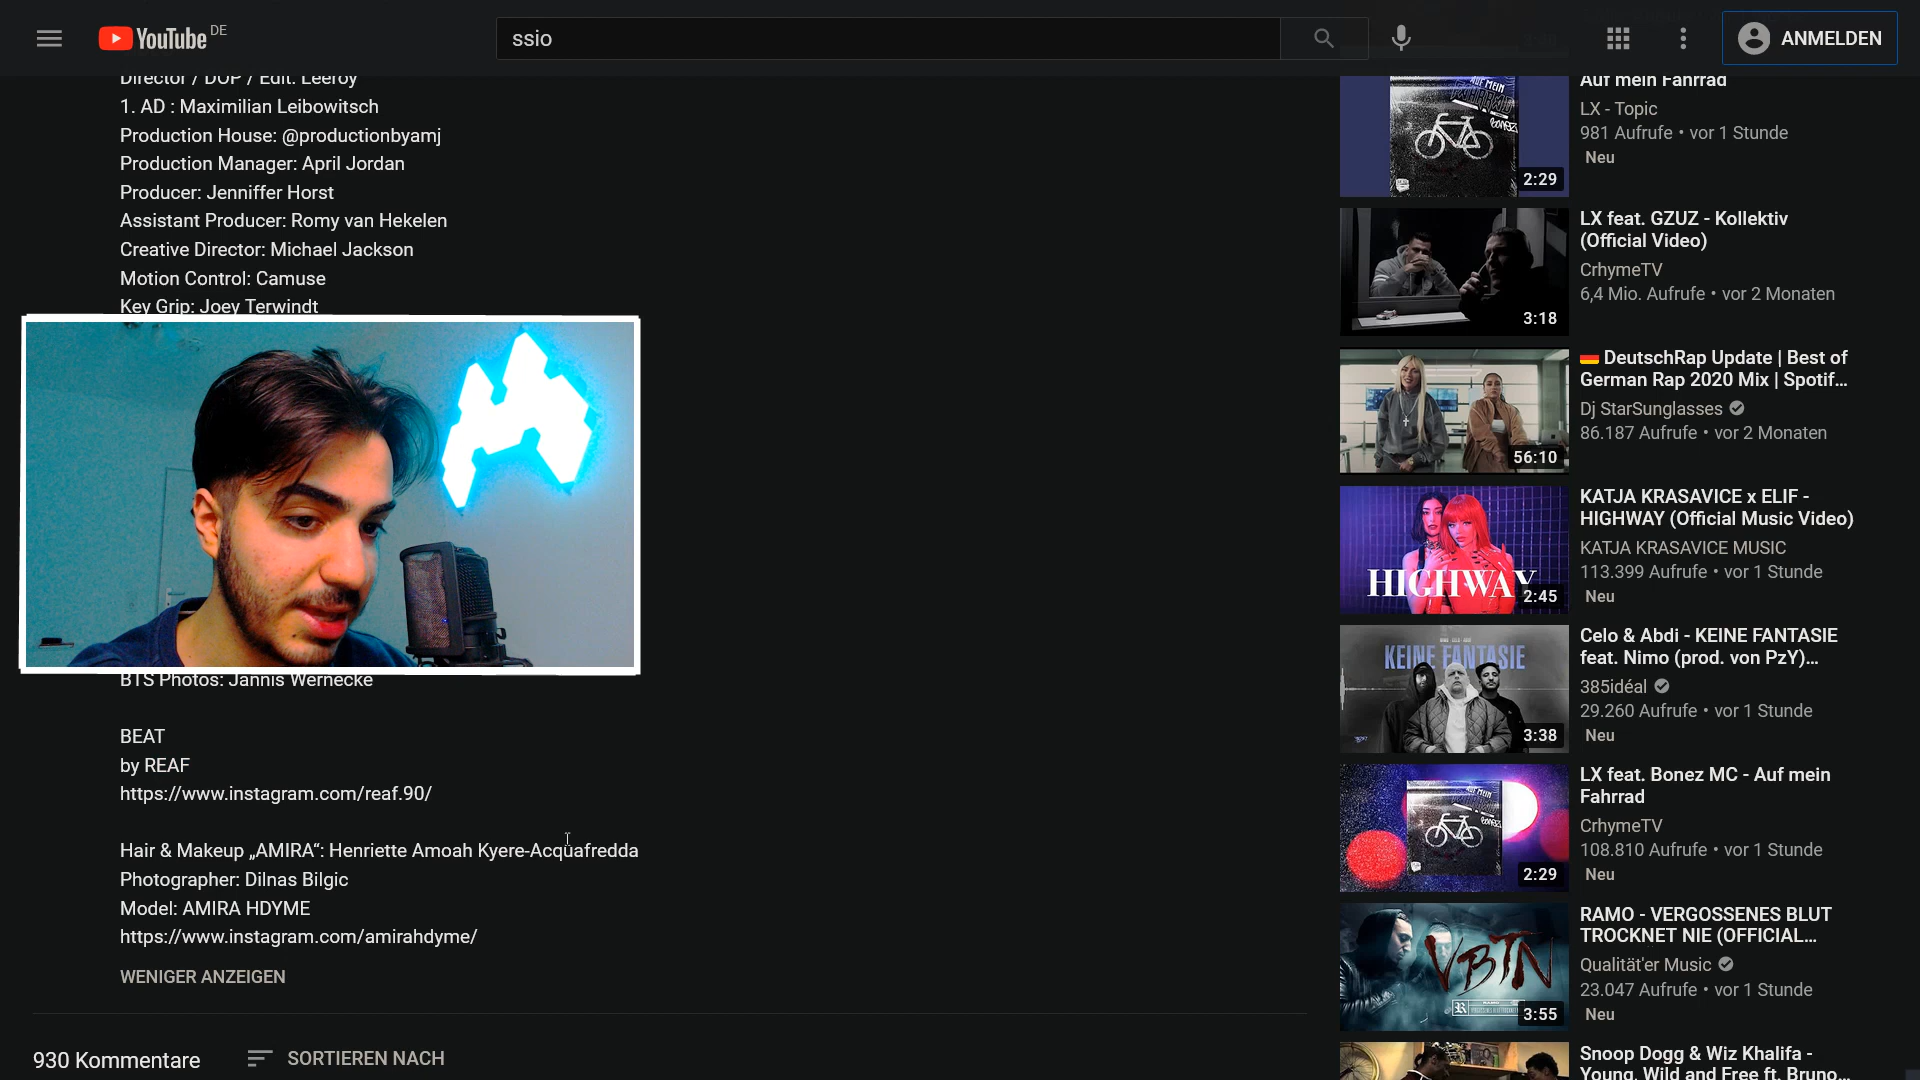 YouTube DE
ssio
ANMELDEN
Director / DOP / Edit: Leeroy
1. AD : Maximilian Leibowitsch
Production House: @productionbyamj
Production Manager: April Jordan
Producer: Jenniffer Horst
Assistant Producer: Romy van Hekelen
Creative Director: Michael Jackson
Motion Control: Camuse
Key Grip: Joey Terwindt
BTS Photos: Jannis Wernecke
BEAT
by REAF
https://www.instagram.com/reaf.90/
Hair & Makeup „AMIRA“: Henriette Amoah Kyere-Acquafredda
Photographer: Dilnas Bilgic
Model: AMIRA HDYME
https://www.instagram.com/amirahdyme/
WENIGER ANZEIGEN
930 Kommentare
SORTIEREN NACH
AUF MEIN
FAHRRAD
BONEZ
2:29
Auf mein Fahrrad
LX - Topic
981 Aufrufe • vor 1 Stunde
Neu
3:18
LX feat. GZUZ - Kollektiv
(Official Video)
CrhymeTV
6,4 Mio. Aufrufe • vor 2 Monaten
56:10
DeutschRap Update | Best of
German Rap 2020 Mix | Spotif...
Dj StarSunglasses
86.187 Aufrufe • vor 2 Monaten
HIGHWAY
2:45
KATJA KRASAVICE x ELIF -
HIGHWAY (Official Music Video)
KATJA KRASAVICE MUSIC
113.399 Aufrufe • vor 1 Stunde
Neu
KEINE FANTASIE
3:38
Celo & Abdi - KEINE FANTASIE
feat. Nimo (prod. von PzY)...
385idéal
29.260 Aufrufe • vor 1 Stunde
Neu
AUF MEIN
FAHRRAD
BONEZ
2:29
LX feat. Bonez MC - Auf mein
Fahrrad
CrhymeTV
108.810 Aufrufe • vor 1 Stunde
Neu
VBTN
3:55
RAMO - VERGOSSENES BLUT
TROCKNET NIE (OFFICIAL...
Qualität'er Music
23.047 Aufrufe • vor 1 Stunde
Neu
Snoop Dogg & Wiz Khalifa -
Young, Wild and Free ft. Bruno...